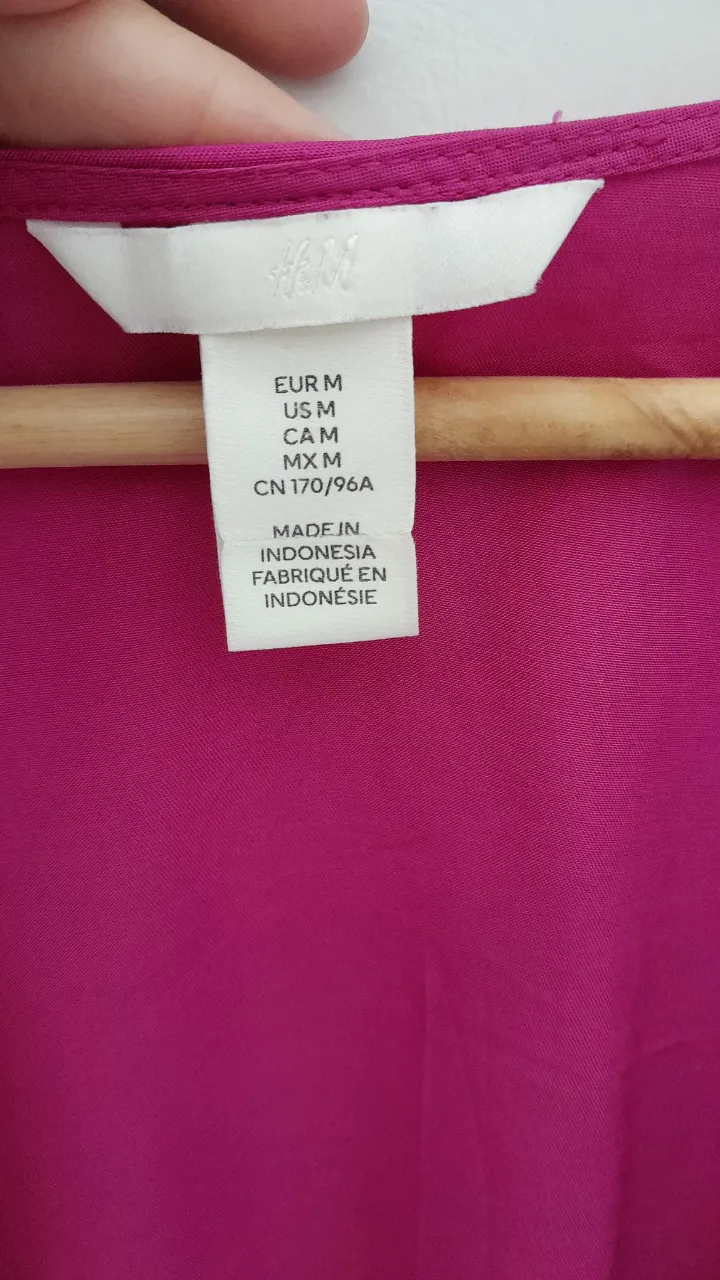 H&M
EUR M
US M
CA M
MX M
CN 170/96A
MADE IN
INDONESIA
FABRIQUÉ EN
INDONÉSIE